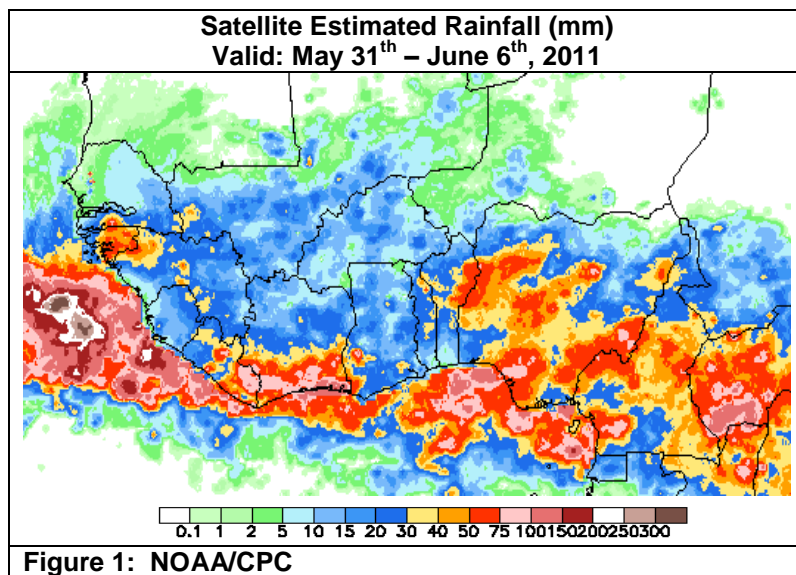 Satellite Estimated Rainfall (mm)
Valid: May 31th – June 6th, 2011
0.1 1 2 5 10 15 20 30 40 50 75 100 150 200 250 300
Figure 1: NOAA/CPC